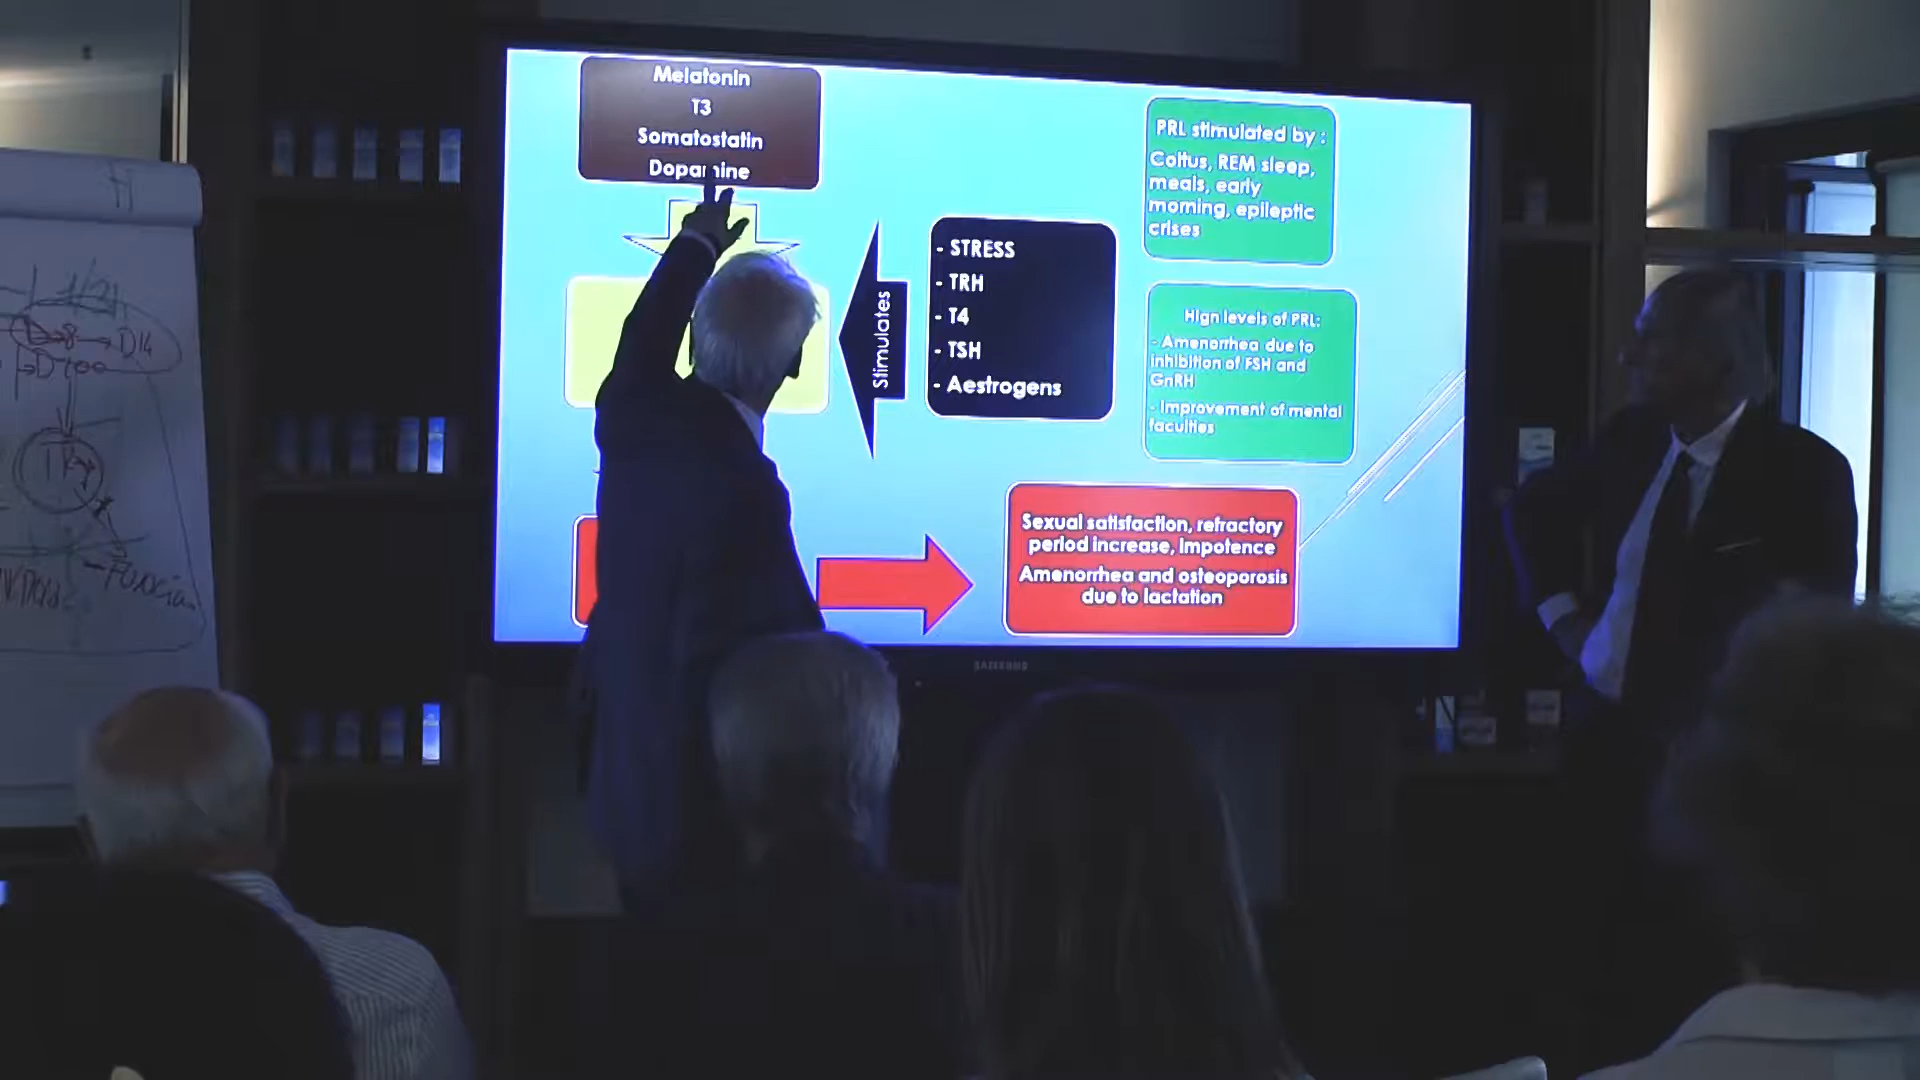 Melatonin
T3
Somatostatin
Dopamine
Stimulates
- STRESS
- TRH
- T4
- TSH
- Aestrogens
PRL stimulated by :
Coitus, REM sleep,
meals, early
morning, epileptic
crises
High levels of PRL:
- Amenorrhea due to
inhibition of FSH and
GnRH
- Improvement of mental
faculties
Sexual satisfaction, refractory
period increase, Impotence
Amenorrhea and osteoporosis
due to lactation
SAMSUNG
D14